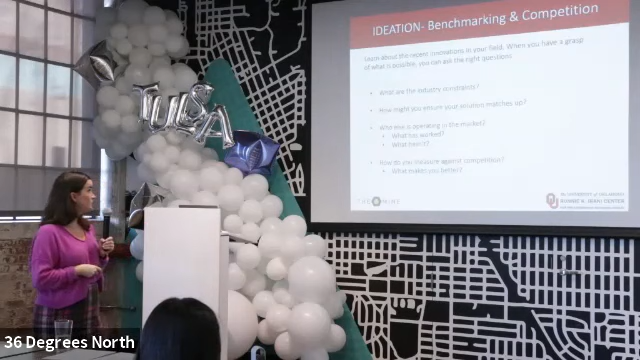 IDEATION- Benchmarking & Competition
Learn about the recent innovations in your field. When you have a grasp
of what is possible, you can ask the right questions
• What are the industry constraints?
• How might you ensure your solution matches up?
• Who else is operating in the market?
• What has worked?
• What hasn't?
• How do you measure against competitors?
• What makes you better?
TULSA
36 Degrees North